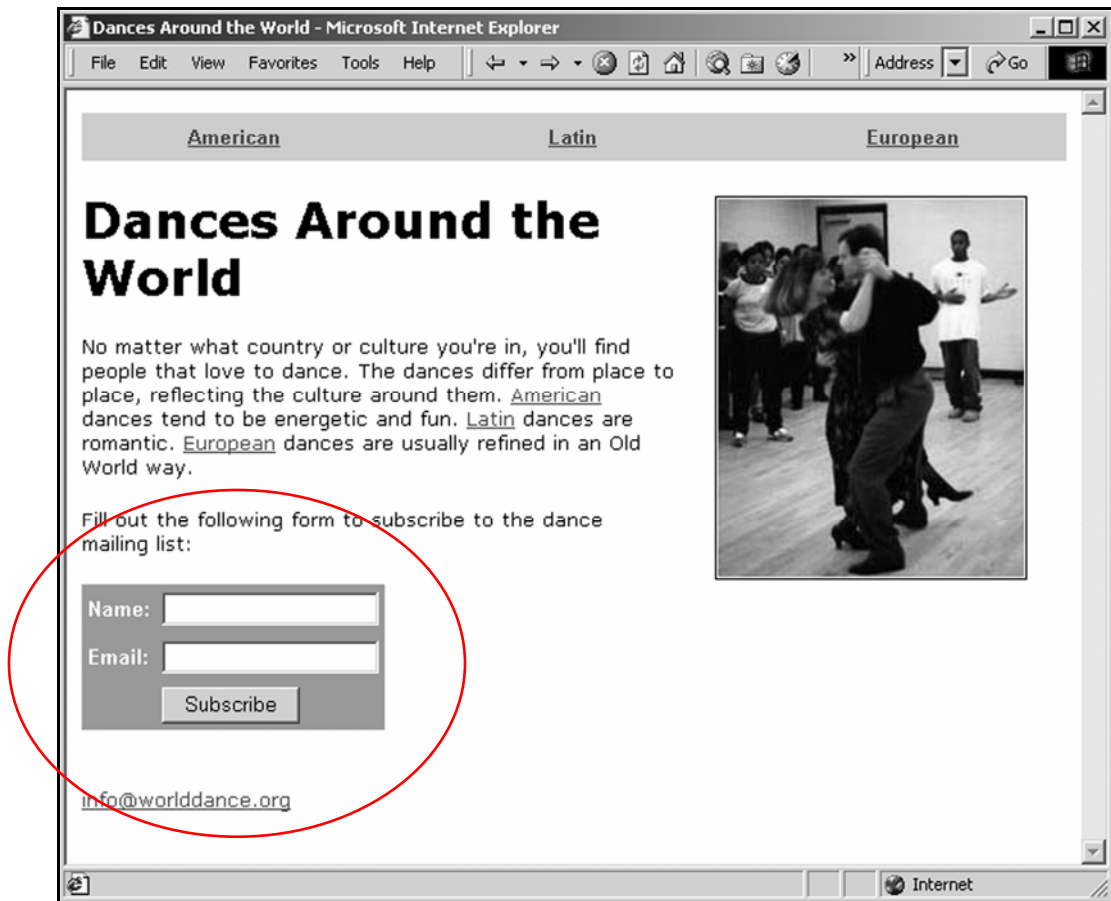 Dances Around the World - Microsoft Internet Explorer
File Edit View Favorites Tools Help » Address Go
American Latin European
Dances Around the
World
No matter what country or culture you're in, you'll find
people that love to dance. The dances differ from place to
place, reflecting the culture around them. American
dances tend to be energetic and fun. Latin dances are
romantic. European dances are usually refined in an Old
World way.
Fill out the following form to subscribe to the dance
mailing list:
Name:
Email:
Subscribe
info@worlddance.org
Internet